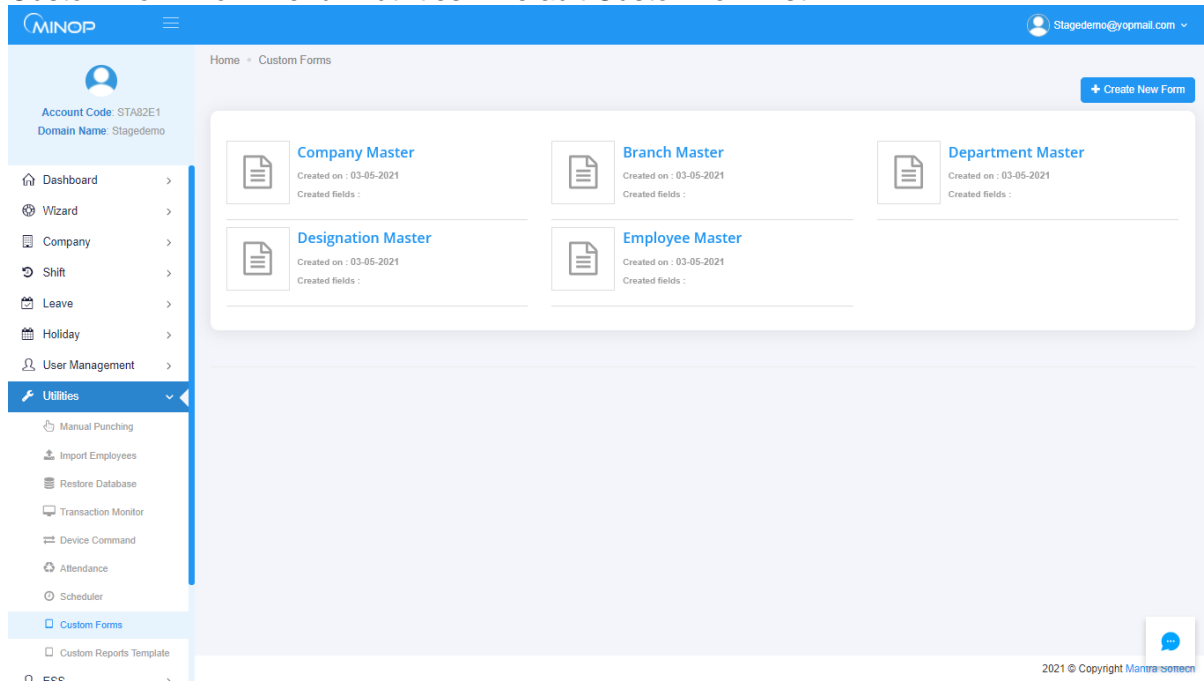 MINOP
Stagedemo@yopmail.com
Account Code: STA82E1
Domain Name: Stagedemo
Dashboard
Wizard
Company
Shift
Leave
Holiday
User Management
Utilities
Manual Punching
Import Employees
Restore Database
Transaction Monitor
Device Command
Attendance
Scheduler
Custom Forms
Custom Reports Template
ESS
Home Custom Forms
+ Create New Form
Company Master
Created on : 03-05-2021
Created fields :
Branch Master
Created on : 03-05-2021
Created fields :
Department Master
Created on : 03-05-2021
Created fields :
Designation Master
Created on : 03-05-2021
Created fields :
Employee Master
Created on : 03-05-2021
Created fields :
2021 © Copyright Mantra Softech